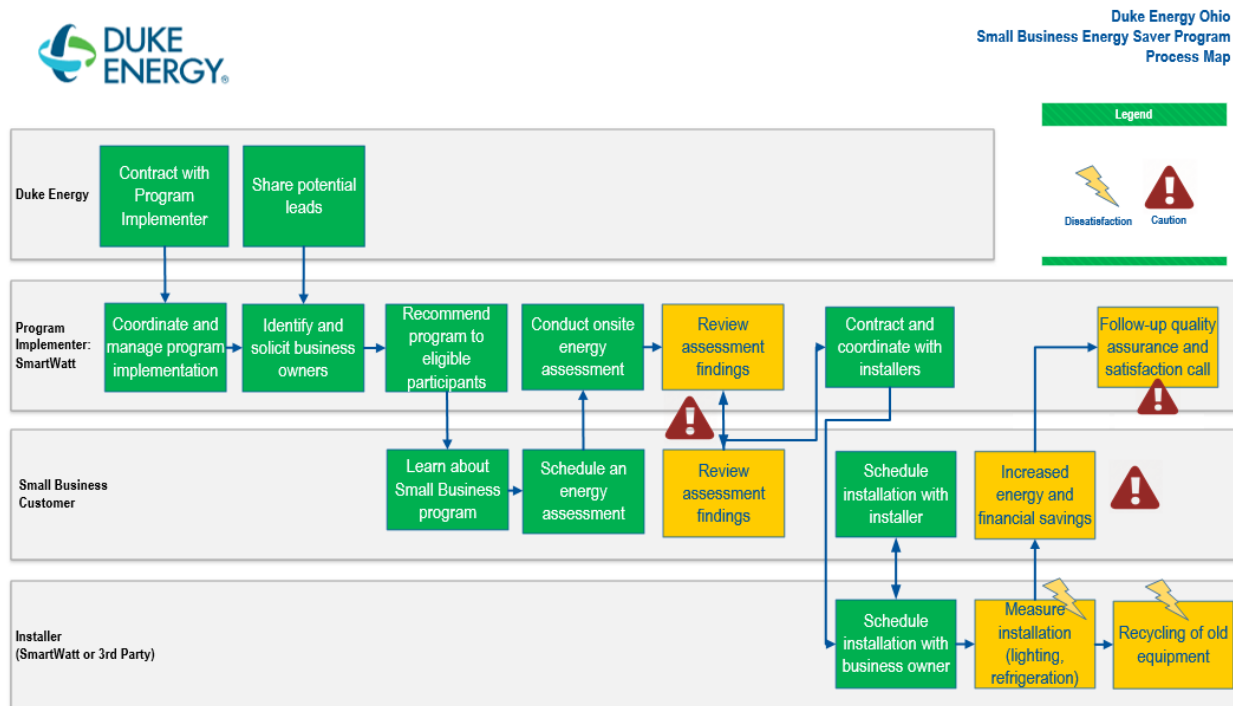 DUKE
ENERGY®
Duke Energy Ohio
Small Business Energy Saver Program
Process Map
Legend
Dissatisfaction
Caution
Duke Energy
Contract with
Program
Implementer
Share potential
leads
Program
Implementer:
SmartWatt
Coordinate and
manage program
implementation
Identify and
solicit business
owners
Recommend
program to
eligible
participants
Conduct onsite
energy
assessment
Review
assessment
findings
Contract and
coordinate with
installers
Follow-up quality
assurance and
satisfaction call
Small Business
Customer
Learn about
Small Business
program
Schedule an
energy
assessment
Review
assessment
findings
Schedule
installation with
installer
Increased
energy and
financial savings
Installer
(SmartWatt or 3rd Party)
Schedule
installation with
business owner
Measure
installation
(lighting,
refrigeration)
Recycling of old
equipment